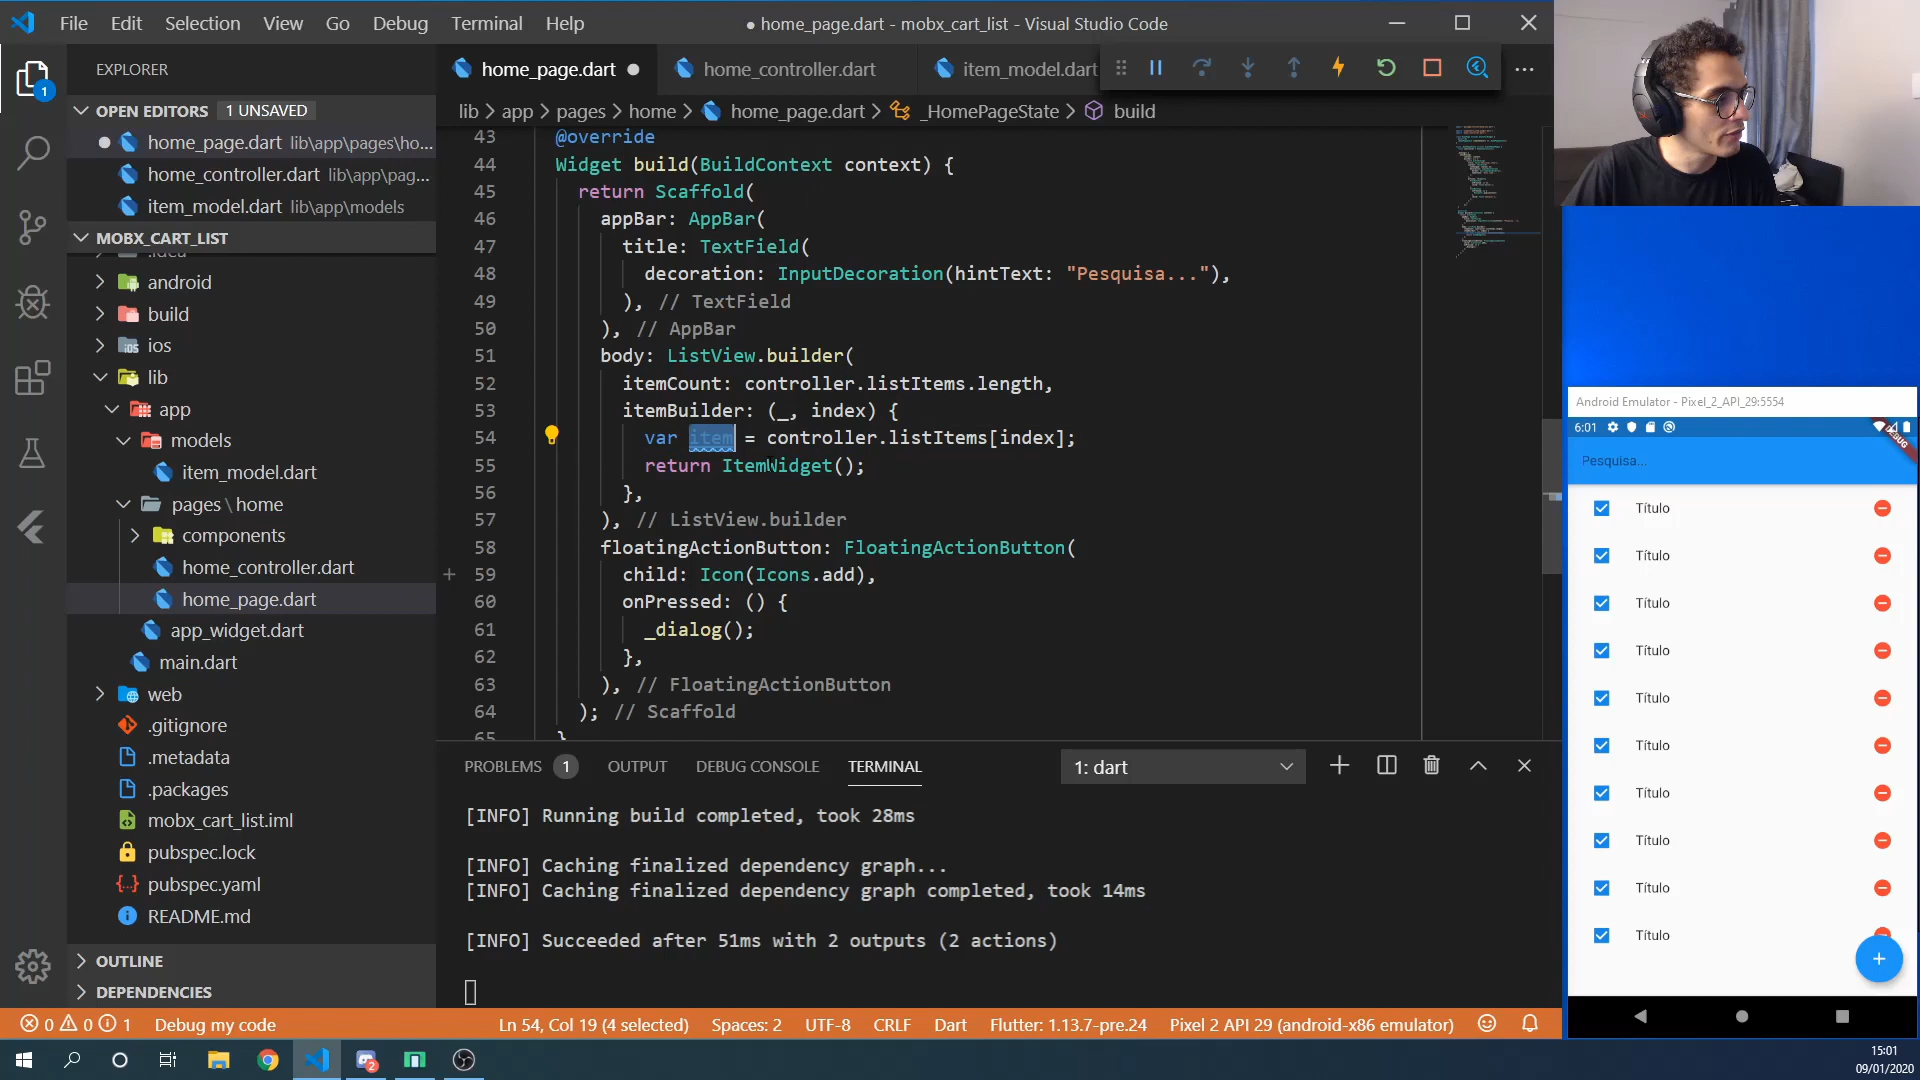 File Edit Selection View Go Debug Terminal Help
● home_page.dart - mobx_cart_list - Visual Studio Code
EXPLORER
home_page.dart
home_controller.dart
item_model.dart
OPEN EDITORS 1 UNSAVED
home_page.dart lib\app\pages\ho...
home_controller.dart lib\app\pag...
item_model.dart lib\app\models
MOBX_CART_LIST
.idea
android
build
ios
lib
app
models
item_model.dart
pages \ home
components
home_controller.dart
home_page.dart
app_widget.dart
main.dart
web
.gitignore
.metadata
.packages
mobx_cart_list.iml
pubspec.lock
pubspec.yaml
README.md
OUTLINE
DEPENDENCIES
lib > app > pages > home > home_page.dart > _HomePageState > build
43 @override
44 Widget build(BuildContext context) {
45 return Scaffold(
46 appBar: AppBar(
47 title: TextField(
48 decoration: InputDecoration(hintText: "Pesquisa..."),
49 ), // TextField
50 ), // AppBar
51 body: ListView.builder(
52 itemCount: controller.listItems.length,
53 itemBuilder: (_, index) {
54 var item = controller.listItems[index];
55 return ItemWidget();
56 },
57 ), // ListView.builder
58 floatingActionButton: FloatingActionButton(
59 child: Icon(Icons.add),
60 onPressed: () {
61 _dialog();
62 },
63 ), // FloatingActionButton
64 ); // Scaffold
65 }
PROBLEMS 1 OUTPUT DEBUG CONSOLE TERMINAL
1: dart
[INFO] Running build completed, took 28ms
[INFO] Caching finalized dependency graph...
[INFO] Caching finalized dependency graph completed, took 14ms
[INFO] Succeeded after 51ms with 2 outputs (2 actions)
Android Emulator - Pixel_2_API_29:5554
6:01
DEBUG
Pesquisa...
Título
Título
Título
Título
Título
Título
Título
Título
Título
Título
1
0 0 1 Debug my code
Ln 54, Col 19 (4 selected) Spaces: 2 UTF-8 CRLF Dart Flutter: 1.13.7-pre.24 Pixel 2 API 29 (android-x86 emulator)
2
15:01
09/01/2020